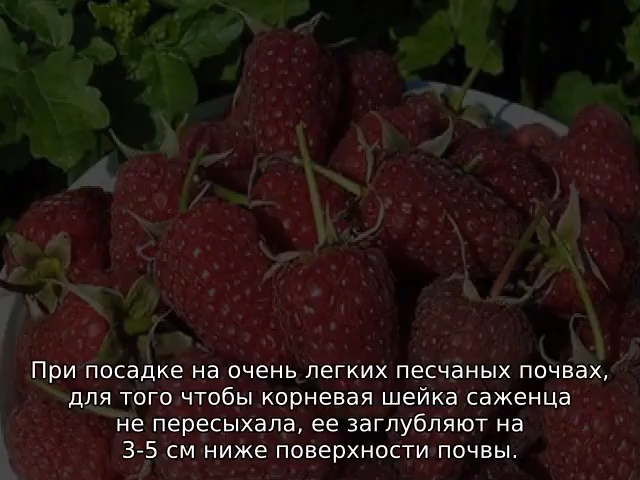 При посадке на очень легких песчаных почвах,
для того чтобы корневая шейка саженца
не пересыхала, ее заглубляют на
3-5 см ниже поверхности почвы.